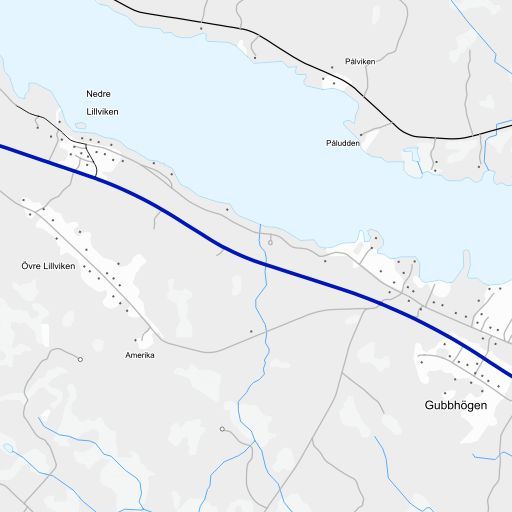 Pålviken
Nedre
Lillviken
Påludden
Övre Lillviken
Amerika
Gubbhögen